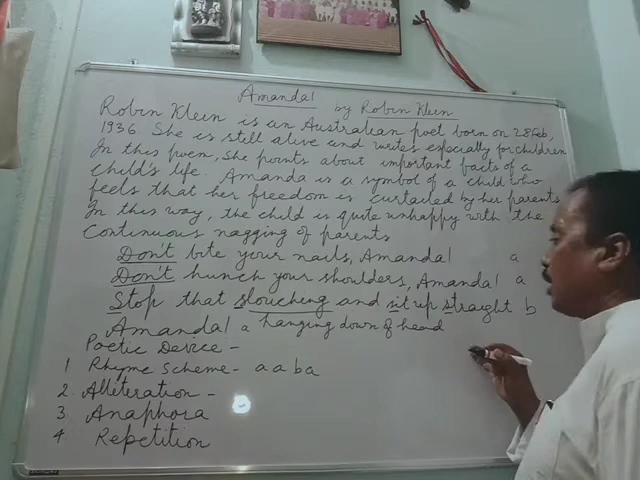 Amanda! by Robin Klein
Robin Klein is an Australian poet born on 28 Feb,
1936. She is still alive and writes especially for children
In this poem, She points about important facts of a
child's life. Amanda is a symbol of a child who
feels that her freedom is curtailed by her parents
In this way, the child is quite unhappy with the
continuous nagging of parents
Don't bite your nails, Amanda! a
Don't hunch your shoulders, Amanda! a
Stop that slouching and sit up straight b
Amanda! a hanging down of head
Poetic Device -
1 Rhyme Scheme - a a b a
2. Alliteration -
3 Anaphora
4 Repetition